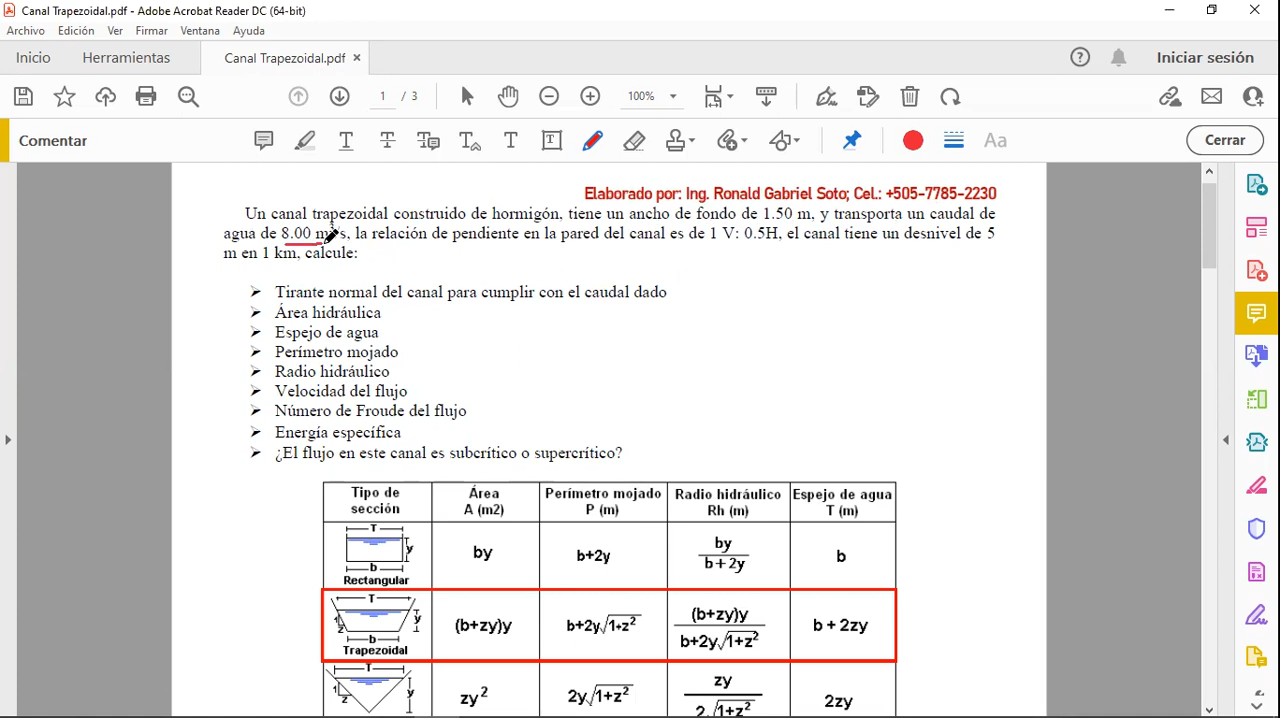 Canal Trapezoidal.pdf - Adobe Acrobat Reader DC (64-bit)
Archivo Edición Ver Firmar Ventana Ayuda
Inicio Herramientas Canal Trapezoidal.pdf × Iniciar sesión
1 / 3 100%
Comentar Aa Cerrar
Elaborado por: Ing. Ronald Gabriel Soto; Cel.: +505-7785-2230
Un canal trapezoidal construido de hormigón, tiene un ancho de fondo de 1.50 m, y transporta un caudal de
agua de 8.00 s, la relación de pendiente en la pared del canal es de 1 V: 0.5H, el canal tiene un desnivel de 5
m en 1 km, calcule:
➢ Tirante normal del canal para cumplir con el caudal dado
➢ Área hidráulica
➢ Espejo de agua
➢ Perímetro mojado
➢ Radio hidráulico
➢ Velocidad del flujo
➢ Número de Froude del flujo
➢ Energía específica
➢ ¿El flujo en este canal es subcrítico o supercrítico?
Tipo de sección Área A (m2) Perímetro mojado P (m) Radio hidráulico Rh (m) Espejo de agua T (m)
T y b Rectangular by b+2y by / b+2y b
T 1 z y b Trapezoidal (b+zy)y b+2y√1+z² (b+zy)y / b+2y√1+z² b + 2zy
T 1 z y zy² 2y√1+z² zy / 2√1+z² 2zy